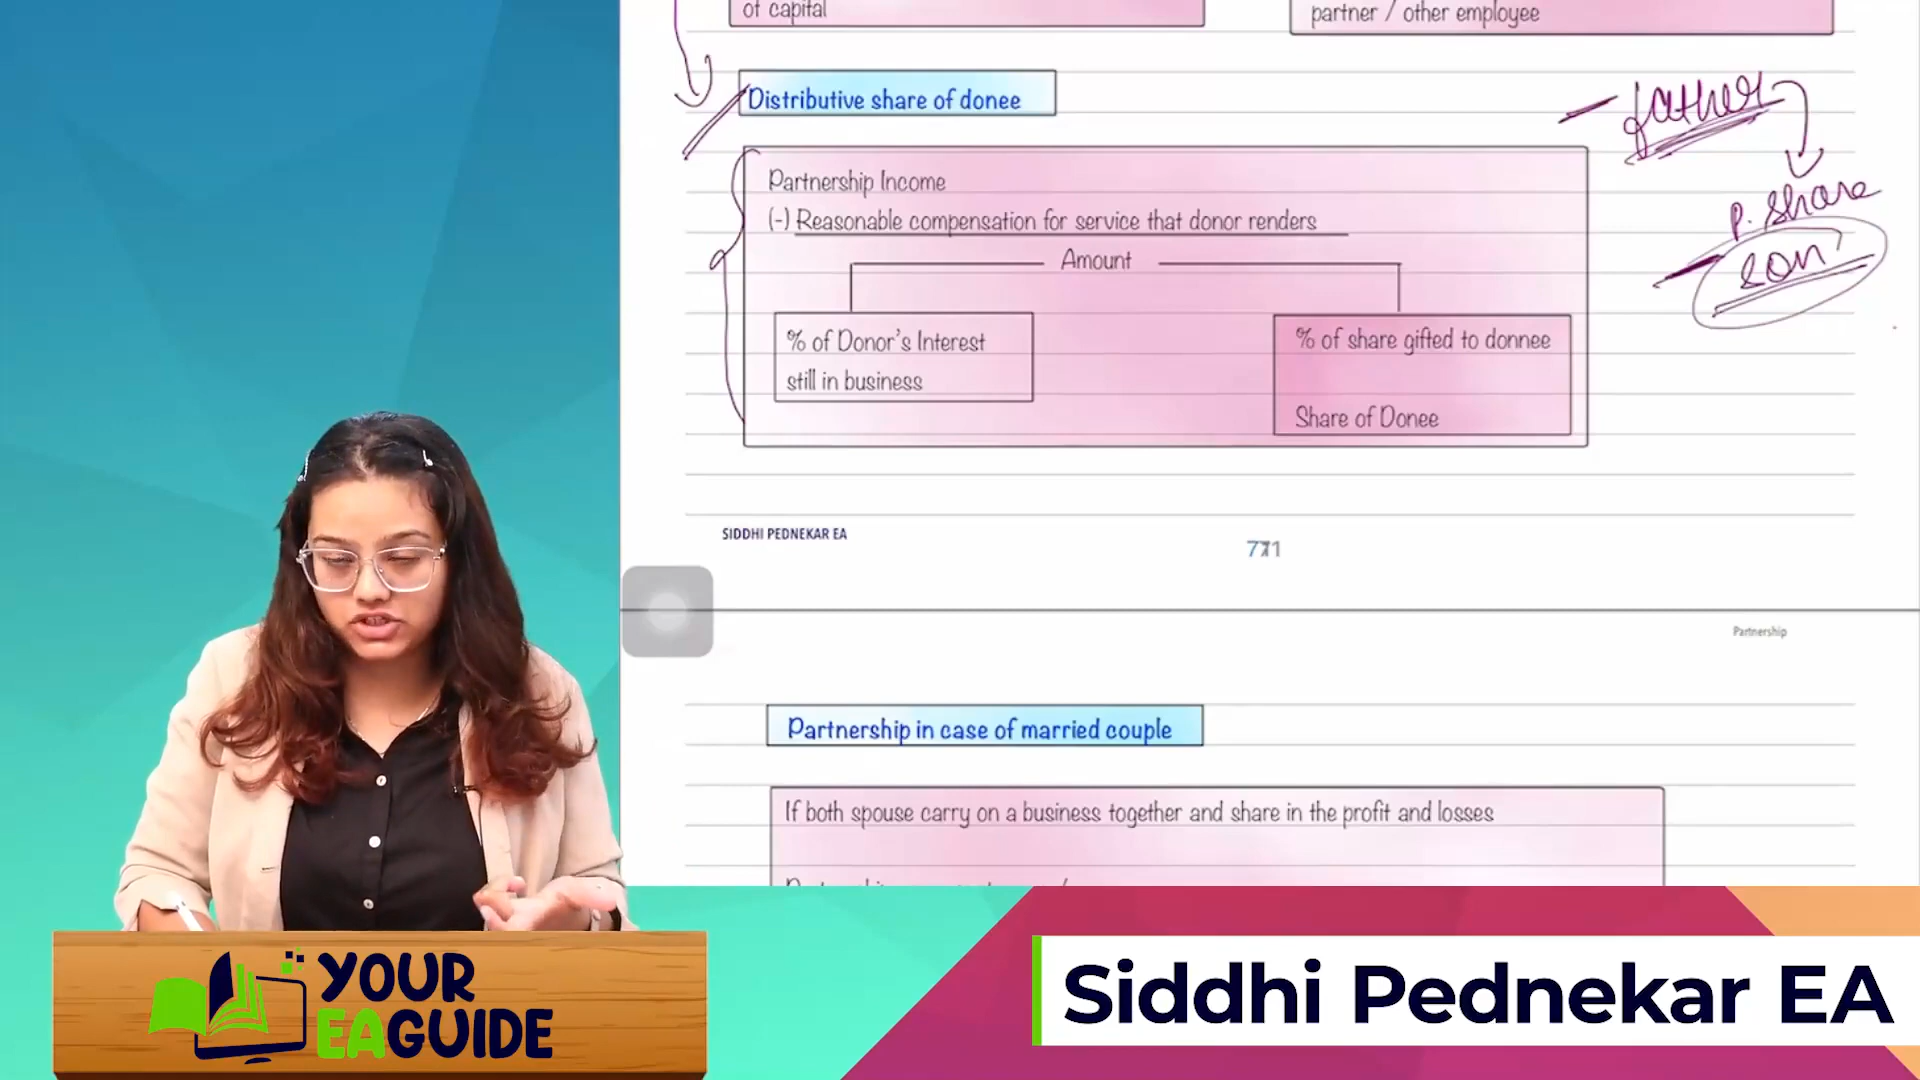 of capital
partner / other employee
Distributive share of donee
father
P. Share
son
Partnership Income
(-) Reasonable compensation for service that donor renders
Amount
% of Donor's Interest
still in business
% of share gifted to donnee
Share of Donee
SIDDHI PEDNEKAR EA
Partnership
Partnership in case of married couple
If both spouse carry on a business together and share in the profit and losses
YOUR
EAGUIDE
Siddhi Pednekar EA